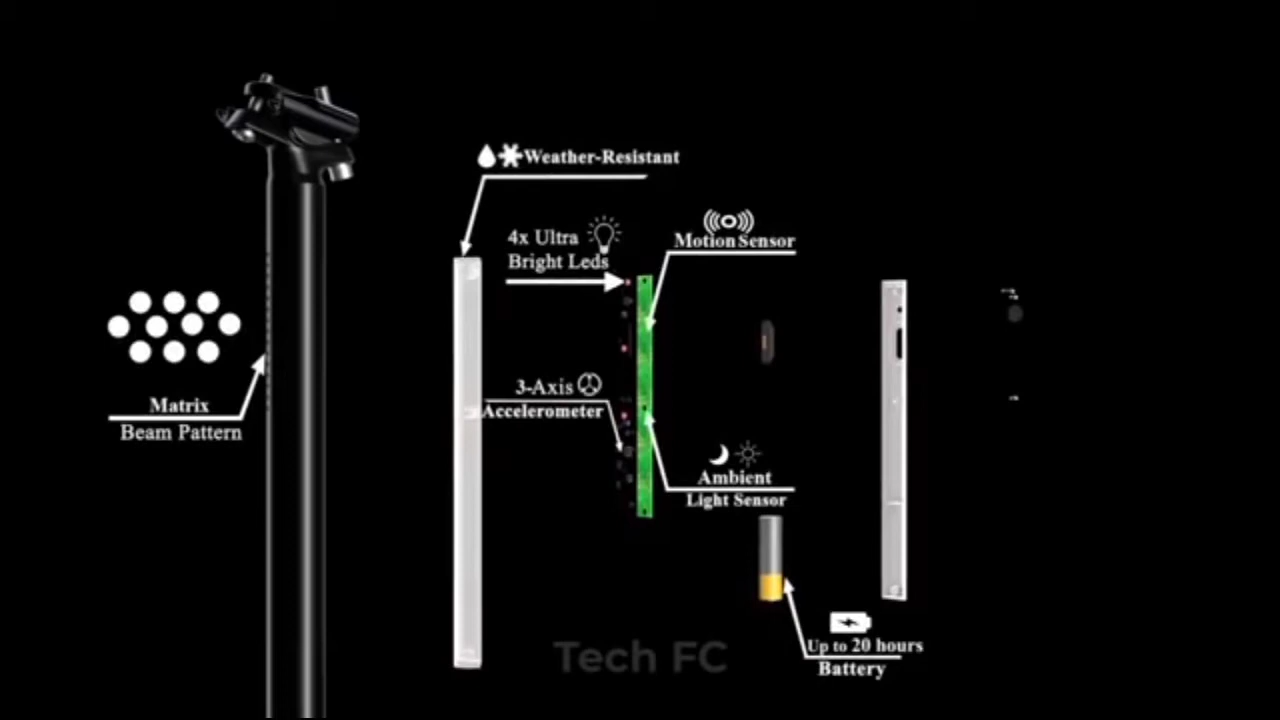 Weather-Resistant
4x Ultra
Bright Leds
Motion Sensor
Matrix
Beam Pattern
3-Axis
Accelerometer
Ambient
Light Sensor
Up to 20 hours
Battery
Tech FC